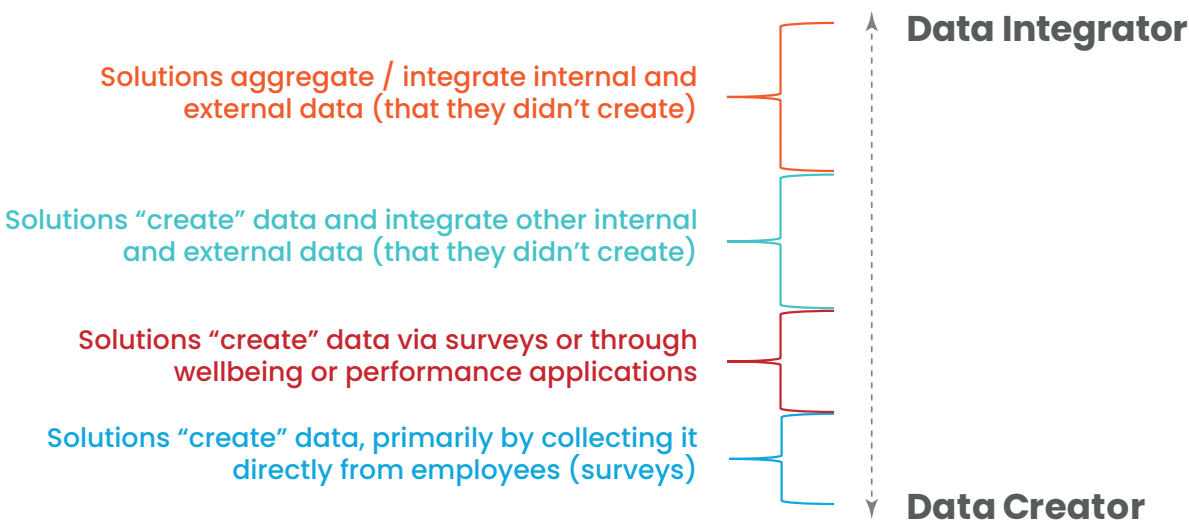 Data Integrator
Solutions aggregate / integrate internal and
external data (that they didn’t create)
Solutions “create” data and integrate other internal
and external data (that they didn’t create)
Solutions “create” data via surveys or through
wellbeing or performance applications
Solutions “create” data, primarily by collecting it
directly from employees (surveys)
Data Creator